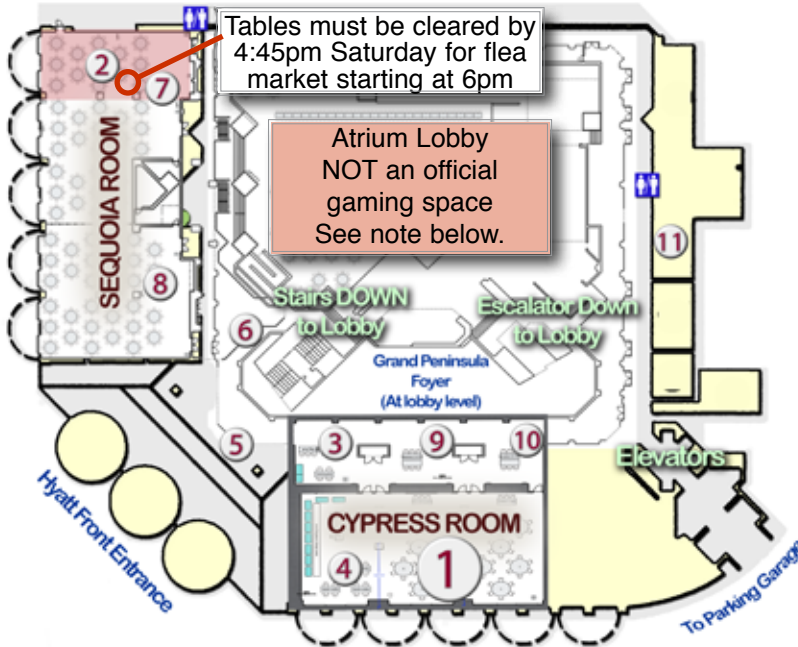 Tables must be cleared by
4:45pm Saturday for flea
market starting at 6pm
2
7
Atrium Lobby
NOT an official
gaming space
See note below.
SEQUOIA ROOM
11
8
Stairs DOWN
to Lobby
Escalator Down
to Lobby
6
Grand Peninsula
Foyer
(At lobby level)
5
3
9
10
Elevators
Hyatt Front Entrance
CYPRESS ROOM
4
1
To Parking Garage